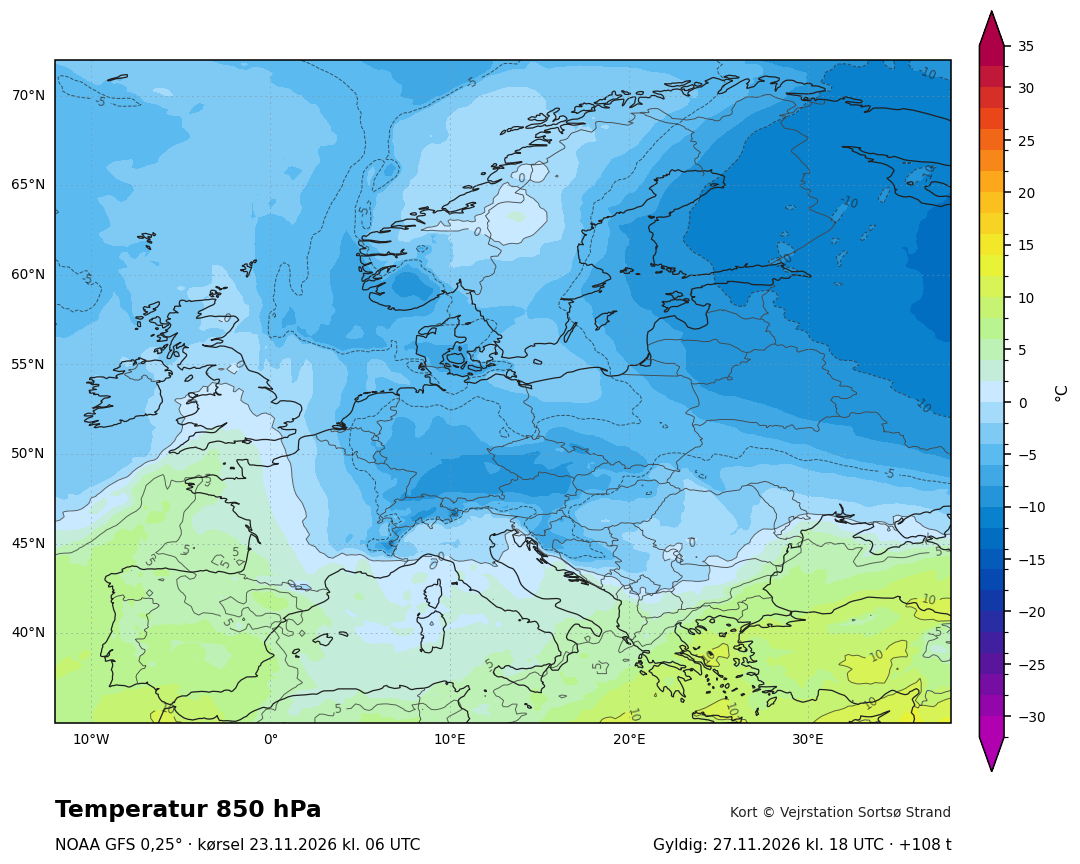 70°N
65°N
60°N
55°N
50°N
45°N
40°N
10°W
0°
10°E
20°E
30°E
35
30
25
20
15
10
5
0
−5
−10
−15
−20
−25
−30
°C
Temperatur 850 hPa
Kort © Vejrstation Sortsø Strand
NOAA GFS 0,25° · kørsel 23.11.2026 kl. 06 UTC
Gyldig: 27.11.2026 kl. 18 UTC · +108 t